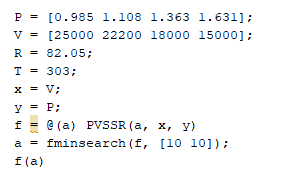 P = [0.985 1.108 1.363 1.631];
V = [25000 22200 18000 15000];
R = 82.05;
T = 303;
x = V;
y = P;
f = @(a) PVSSR(a, x, y)
a = fminsearch(f, [10 10]);
f(a)